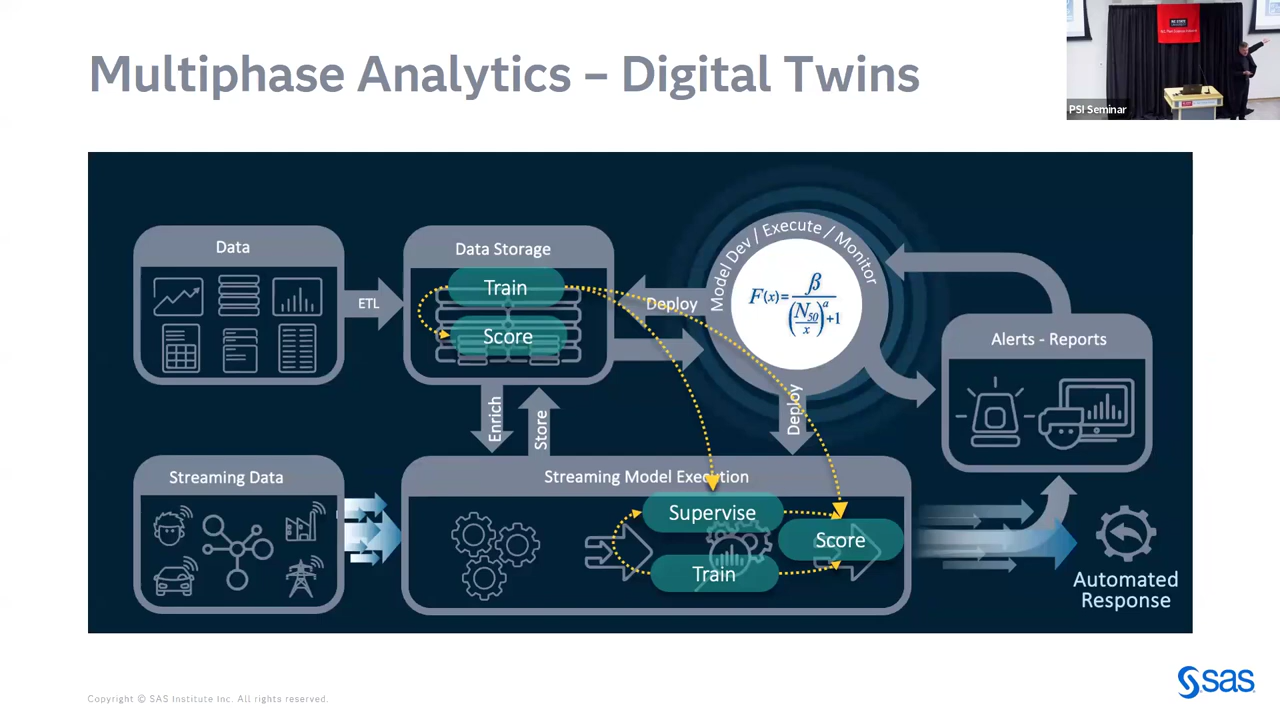 Multiphase Analytics – Digital Twins
PSI Seminar
Data
Data Storage
Train
Score
ETL
Deploy
Model Dev / Execute / Monitor
F(x)= β
(N50/x)^a +1
Alerts - Reports
Enrich
Store
Deploy
Streaming Data
Streaming Model Execution
Supervise
Score
Train
Automated
Response
Copyright © SAS Institute Inc. All rights reserved.
sas